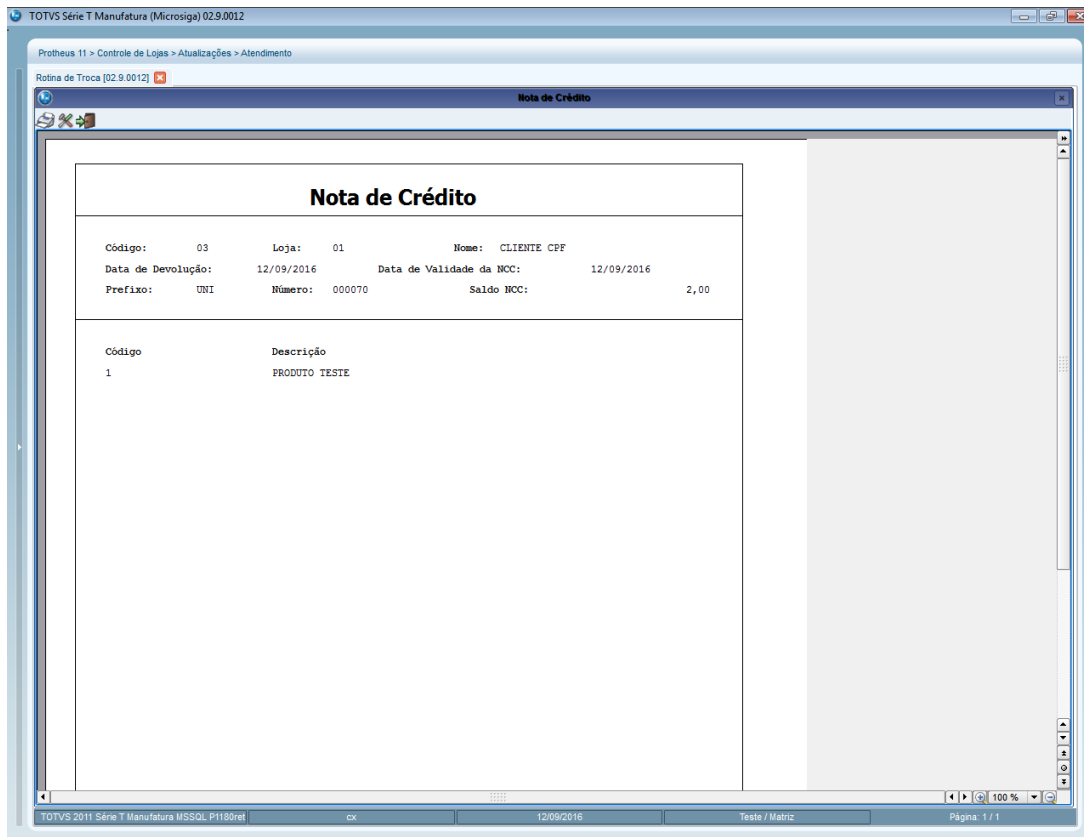 TOTVS Série T Manufatura (Microsiga) 02.9.0012
Protheus 11 > Controle de Lojas > Atualizações > Atendimento
Rotina de Troca [02.9.0012]
Nota de Crédito
Nota de Crédito
Código: 03 Loja: 01 Nome: CLIENTE CPF
Data de Devolução: 12/09/2016 Data de Validade da NCC: 12/09/2016
Prefixo: UNI Número: 000070 Saldo NCC: 2,00
Código Descrição
1 PRODUTO TESTE
100 %
TOTVS 2011 Série T Manufatura MSSQL P1180ret cx 12/09/2016 Teste / Matriz Página: 1 / 1